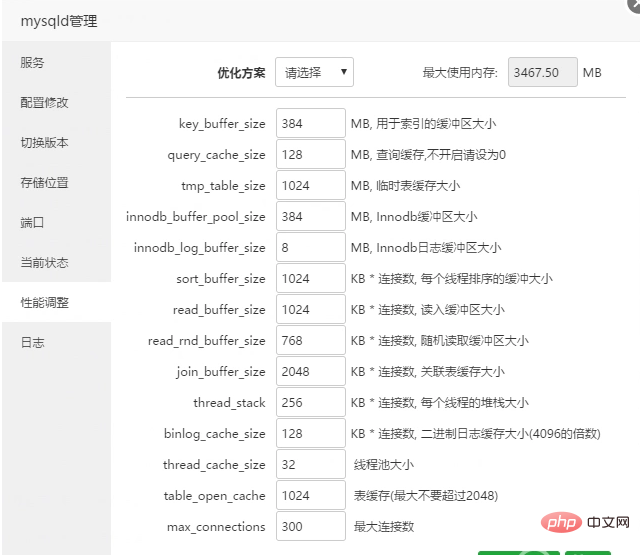 mysqld管理
服务
配置修改
切换版本
存储位置
端口
当前状态
性能调整
日志
优化方案 请选择 最大使用内存: 3467.50 MB
key_buffer_size 384 MB, 用于索引的缓冲区大小
query_cache_size 128 MB, 查询缓存,不开启请设为0
tmp_table_size 1024 MB, 临时表缓存大小
innodb_buffer_pool_size 384 MB, Innodb缓冲区大小
innodb_log_buffer_size 8 MB, Innodb日志缓冲区大小
sort_buffer_size 1024 KB * 连接数, 每个线程排序的缓冲大小
read_buffer_size 1024 KB * 连接数, 读入缓冲区大小
read_rnd_buffer_size 768 KB * 连接数, 随机读取缓冲区大小
join_buffer_size 2048 KB * 连接数, 关联表缓存大小
thread_stack 256 KB * 连接数, 每个线程的堆栈大小
binlog_cache_size 128 KB * 连接数, 二进制日志缓存大小(4096的倍数)
thread_cache_size 32 线程池大小
table_open_cache 1024 表缓存(最大不要超过2048)
max_connections 300 最大连接数
php 中文网